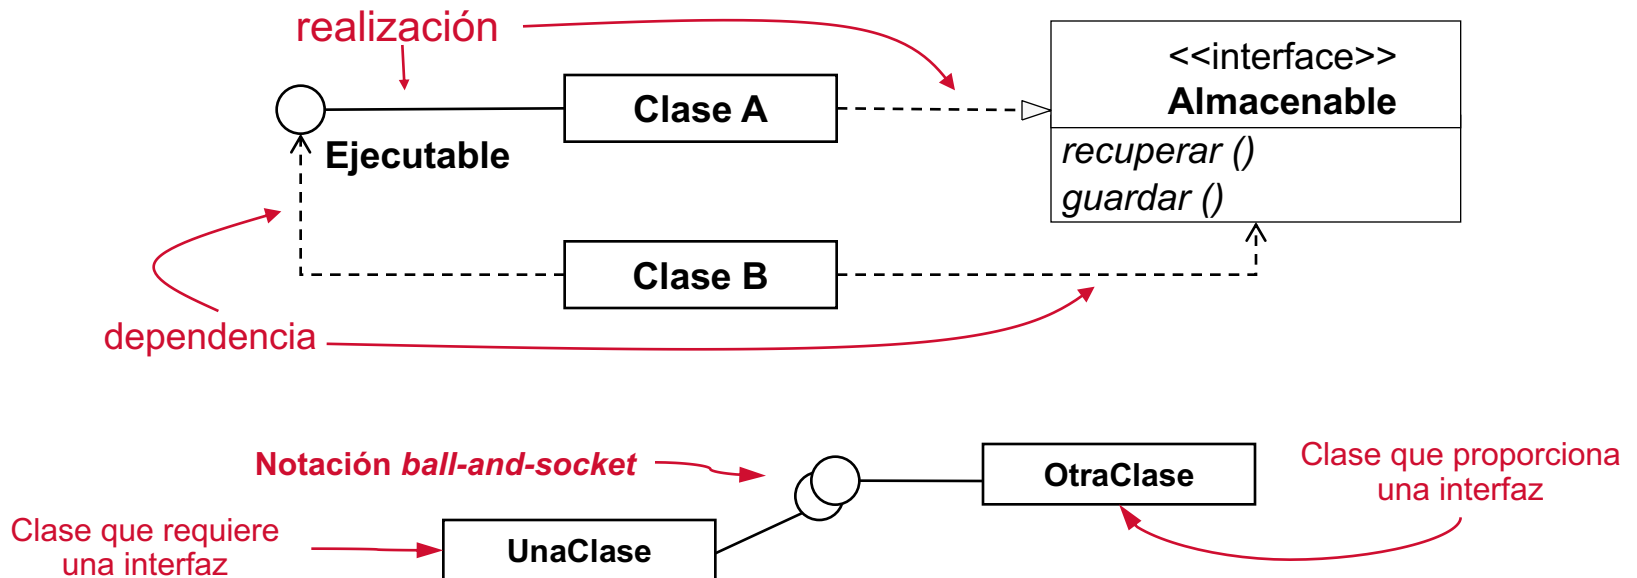 realización
<<interface>>
Almacenable
Clase A
Ejecutable
recuperar ()
guardar ()
Clase B
dependencia
Notación ball-and-socket
OtraClase
Clase que proporciona
una interfaz
Clase que requiere
una interfaz
UnaClase